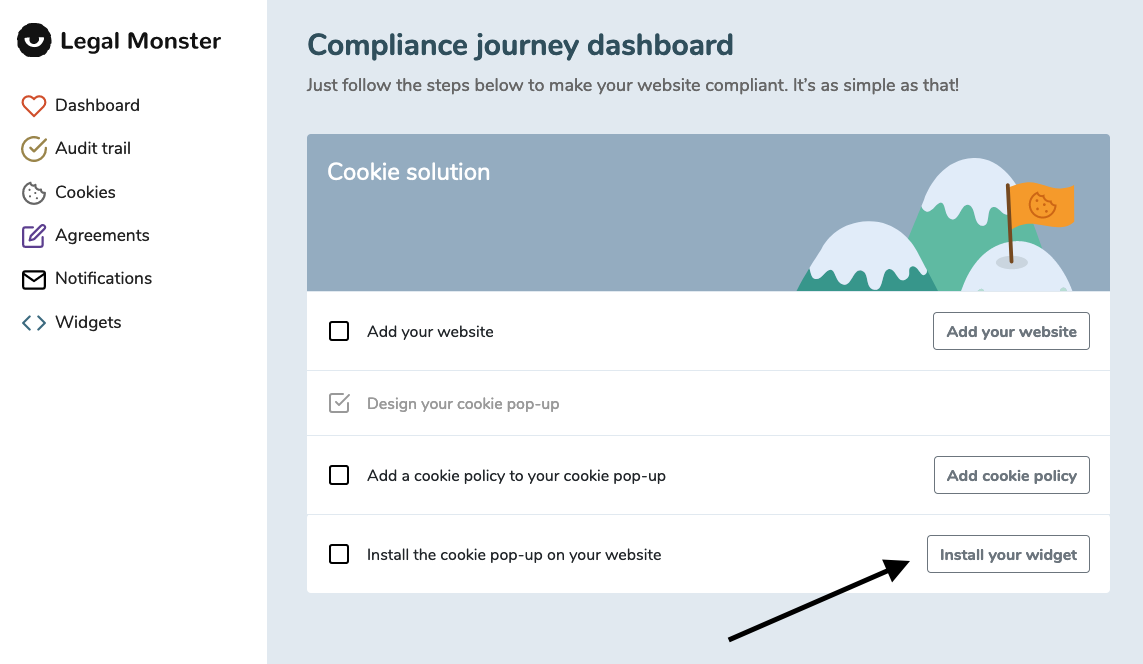 Legal Monster
Dashboard
Audit trail
Cookies
Agreements
Notifications
Widgets
Compliance journey dashboard
Just follow the steps below to make your website compliant. It’s as simple as that!
Cookie solution
Add your website
Add your website
Design your cookie pop-up
Add a cookie policy to your cookie pop-up
Add cookie policy
Install the cookie pop-up on your website
Install your widget